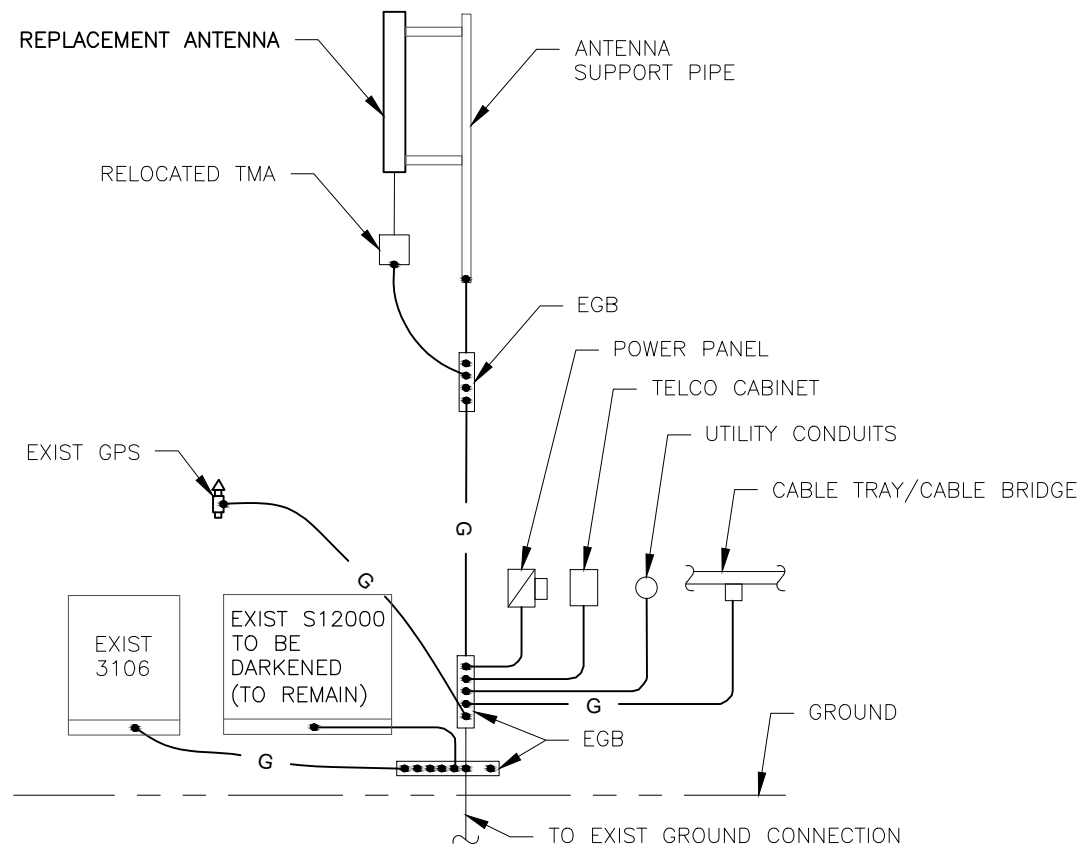 REPLACEMENT ANTENNA
ANTENNA
SUPPORT PIPE
RELOCATED TMA
EGB
POWER PANEL
TELCO CABINET
UTILITY CONDUITS
EXIST GPS
CABLE TRAY/CABLE BRIDGE
G
G
EXIST
3106
EXIST S12000
TO BE
DARKENED
(TO REMAIN)
G
GROUND
EGB
G
TO EXIST GROUND CONNECTION